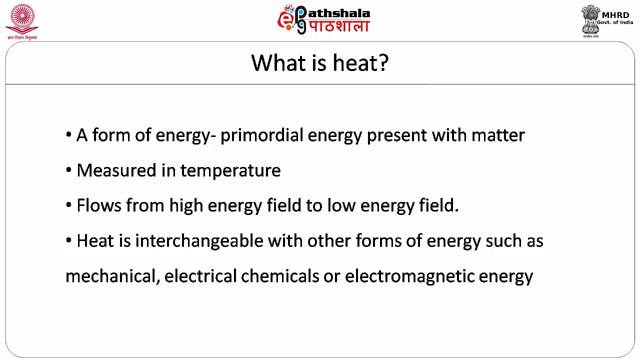 Pathshala
पाठशाला
MHRD
Govt. of India
What is heat?
• A form of energy- primordial energy present with matter
• Measured in temperature
• Flows from high energy field to low energy field.
• Heat is interchangeable with other forms of energy such as
mechanical, electrical chemicals or electromagnetic energy